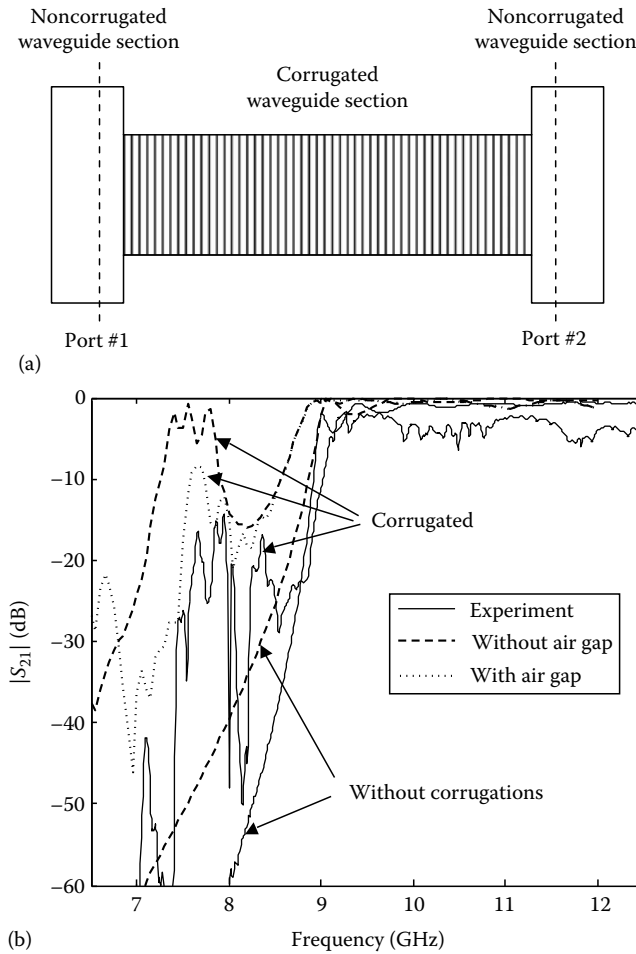 Noncorrugated
waveguide section
Noncorrugated
waveguide section
Corrugated
waveguide section
Port #1
Port #2
(a)
0
−10
−20
−30
−40
−50
−60
|S21| (dB)
Corrugated
Experiment
Without air gap
With air gap
Without corrugations
7
8
9
10
11
12
(b)
Frequency (GHz)